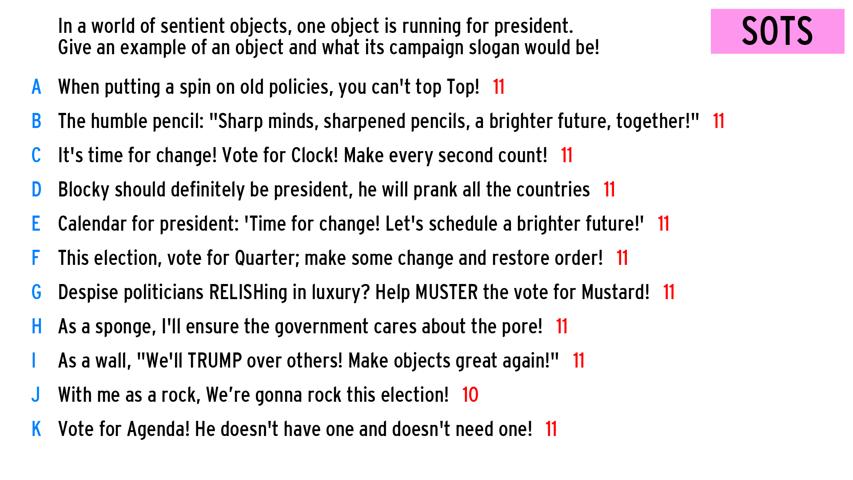 In a world of sentient objects, one object is running for president.
Give an example of an object and what its campaign slogan would be!
SOTS
A When putting a spin on old policies, you can't top Top! 11
B The humble pencil: "Sharp minds, sharpened pencils, a brighter future, together!" 11
C It's time for change! Vote for Clock! Make every second count! 11
D Blocky should definitely be president, he will prank all the countries 11
E Calendar for president: 'Time for change! Let's schedule a brighter future!' 11
F This election, vote for Quarter; make some change and restore order! 11
G Despise politicians RELISHing in luxury? Help MUSTER the vote for Mustard! 11
H As a sponge, I'll ensure the government cares about the pore! 11
I As a wall, "We'll TRUMP over others! Make objects great again!" 11
J With me as a rock, We’re gonna rock this election! 10
K Vote for Agenda! He doesn't have one and doesn't need one! 11